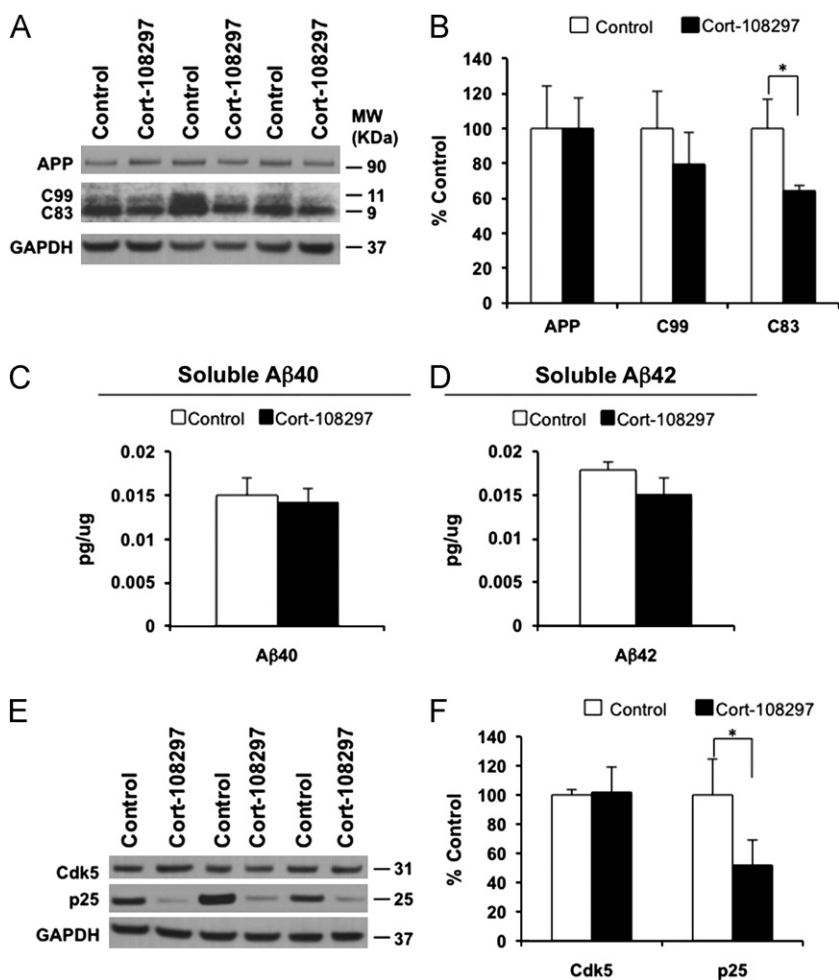 A
Control
Cort-108297
Control
Cort-108297
Control
Cort-108297
MW
(KDa)
APP
90
C99
11
C83
9
GAPDH
37
B
Control Cort-108297
*
% Control
140
120
100
80
60
40
20
0
APP C99 C83
C
Soluble Aβ40
Control Cort-108297
pg/ug
0.02
0.015
0.01
0.005
0
Aβ40
D
Soluble Aβ42
Control Cort-108297
pg/ug
0.02
0.015
0.01
0.005
0
Aβ42
E
Control
Cort-108297
Control
Cort-108297
Control
Cort-108297
Cdk5
31
p25
25
GAPDH
37
F
Control Cort-108297
*
% Control
140
120
100
80
60
40
20
0
Cdk5 p25